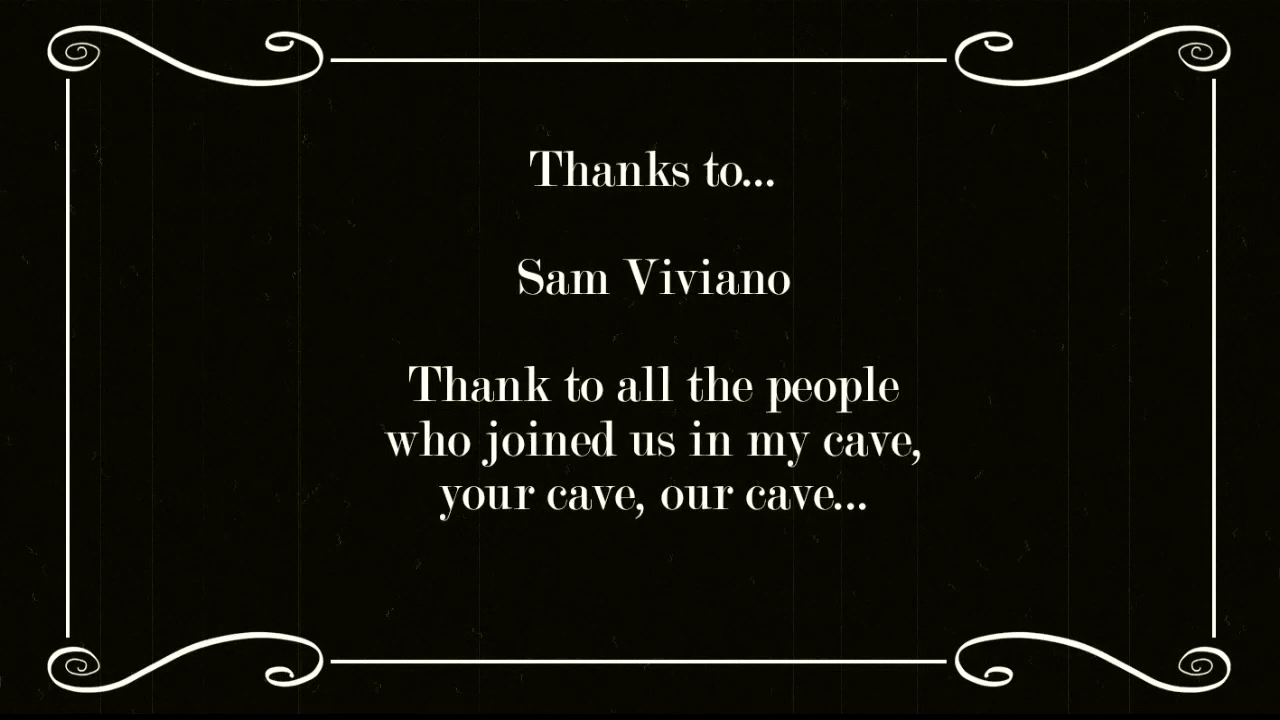 Thanks to...
Sam Viviano
Thank to all the people
who joined us in my cave,
your cave, our cave...